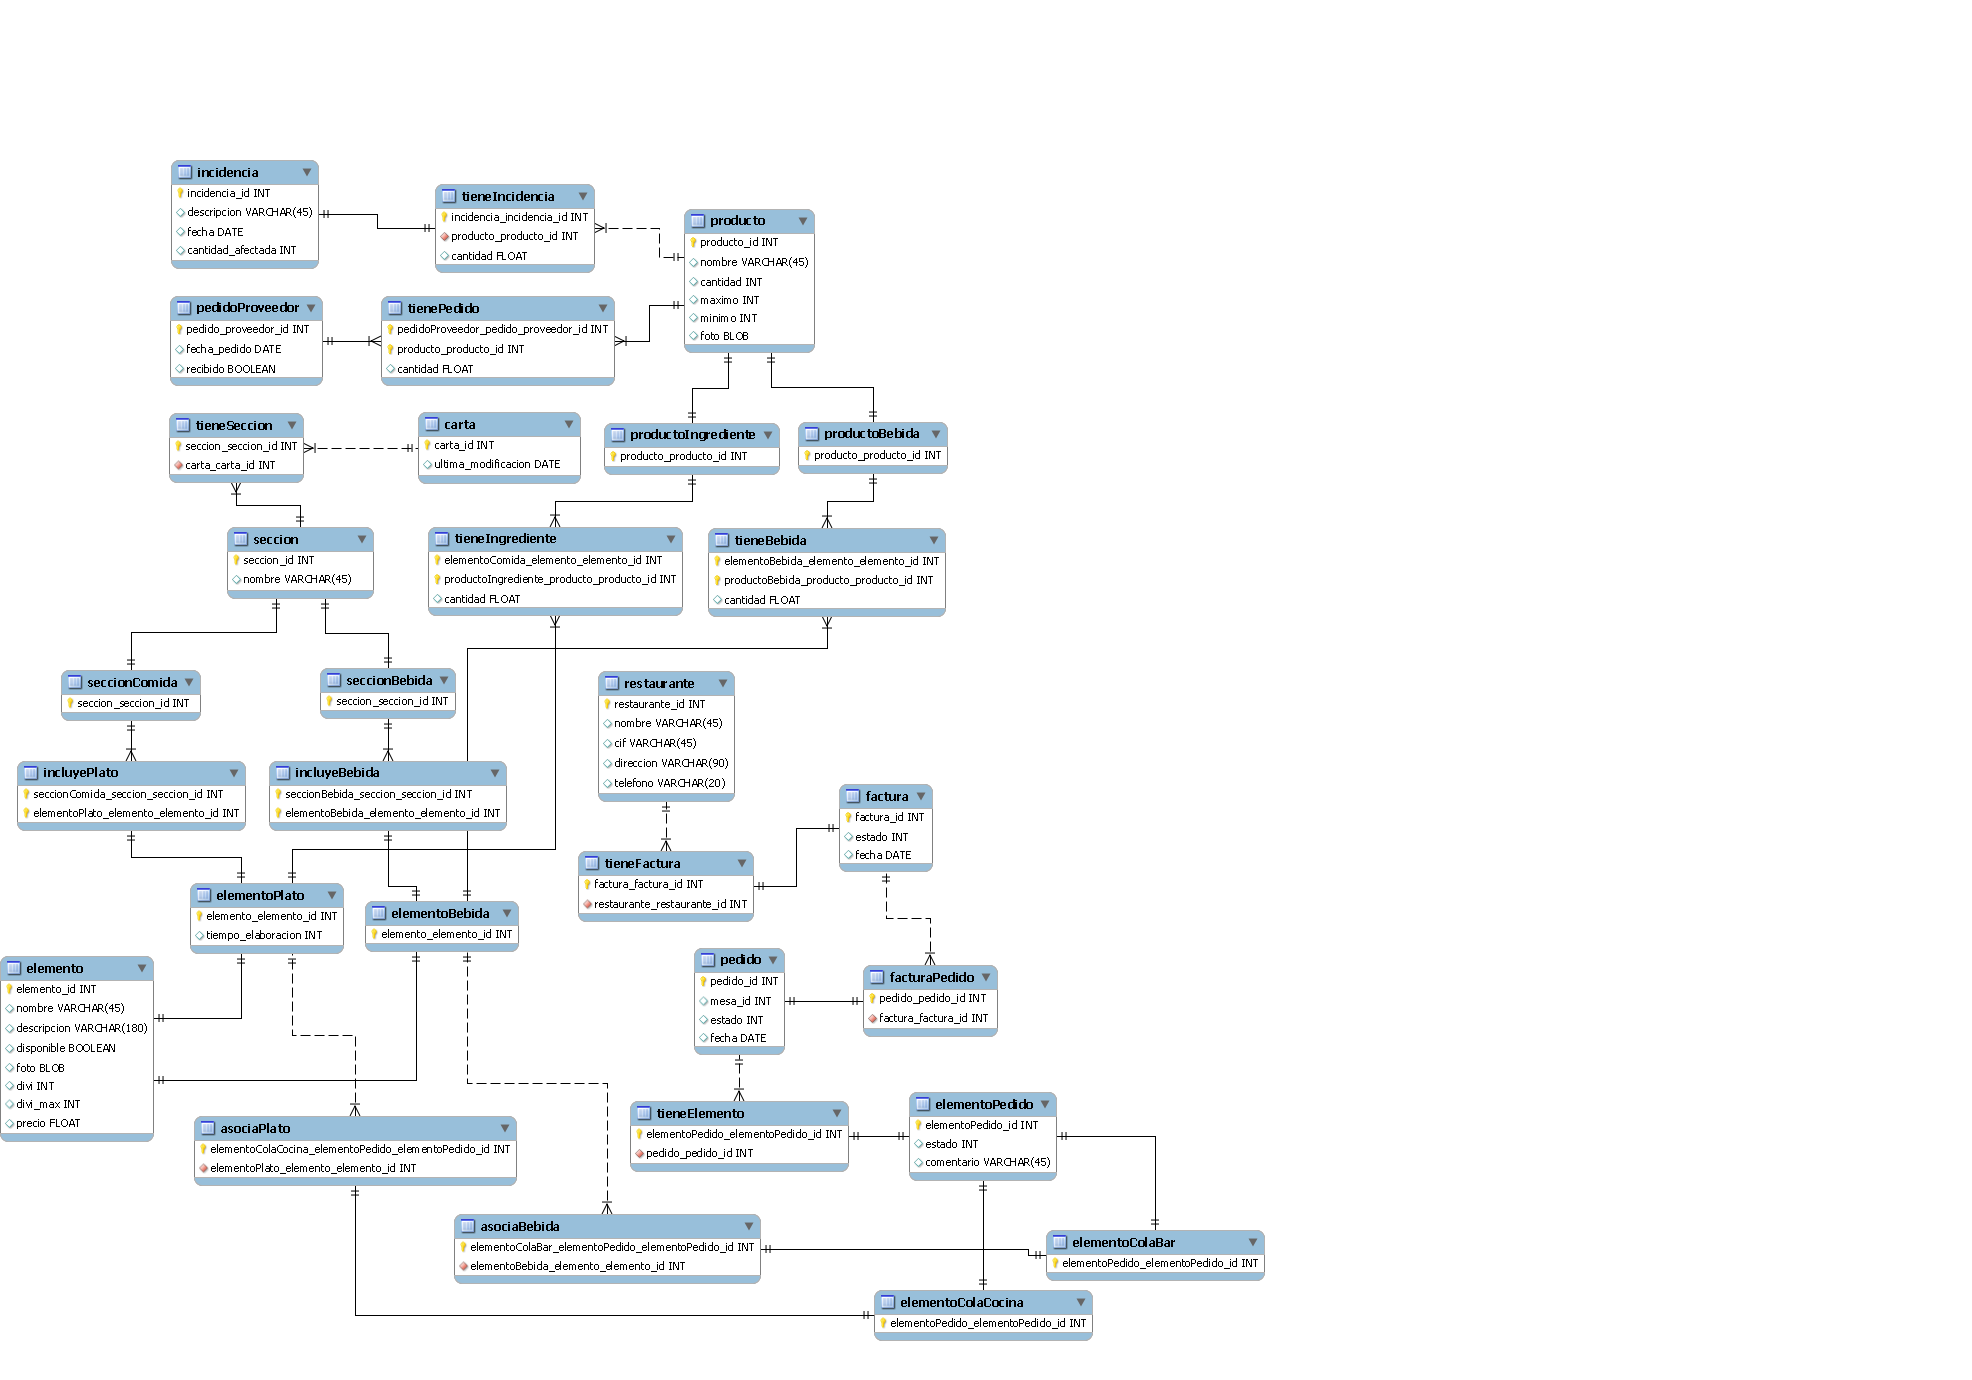 incidencia
incidencia_id INT
descripcion VARCHAR(45)
fecha DATE
cantidad_afectada INT
tieneIncidencia
incidencia_incidencia_id INT
producto_producto_id INT
cantidad FLOAT
producto
producto_id INT
nombre VARCHAR(45)
cantidad INT
maximo INT
minimo INT
foto BLOB
pedidoProveedor
pedido_proveedor_id INT
fecha_pedido DATE
recibido BOOLEAN
tienePedido
pedidoProveedor_pedido_proveedor_id INT
producto_producto_id INT
cantidad FLOAT
tieneSeccion
seccion_seccion_id INT
carta_carta_id INT
carta
carta_id INT
ultima_modificacion DATE
productoIngrediente
producto_producto_id INT
productoBebida
producto_producto_id INT
seccion
seccion_id INT
nombre VARCHAR(45)
tieneIngrediente
elementoComida_elemento_elemento_id INT
productoIngrediente_producto_producto_id INT
cantidad FLOAT
tieneBebida
elementoBebida_elemento_elemento_id INT
productoBebida_producto_producto_id INT
cantidad FLOAT
seccionComida
seccion_seccion_id INT
seccionBebida
seccion_seccion_id INT
restaurante
restaurante_id INT
nombre VARCHAR(45)
cif VARCHAR(45)
direccion VARCHAR(90)
telefono VARCHAR(20)
incluyePlato
seccionComida_seccion_seccion_id INT
elementoPlato_elemento_elemento_id INT
incluyeBebida
seccionBebida_seccion_seccion_id INT
elementoBebida_elemento_elemento_id INT
factura
factura_id INT
estado INT
fecha DATE
tieneFactura
factura_factura_id INT
restaurante_restaurante_id INT
elementoPlato
elemento_elemento_id INT
tiempo_elaboracion INT
elementoBebida
elemento_elemento_id INT
elemento
elemento_id INT
nombre VARCHAR(45)
descripcion VARCHAR(180)
disponible BOOLEAN
foto BLOB
divi INT
divi_max INT
precio FLOAT
pedido
pedido_id INT
mesa_id INT
estado INT
fecha DATE
facturaPedido
pedido_pedido_id INT
factura_factura_id INT
asociaPlato
elementoColaCocina_elementoPedido_elementoPedido_id INT
elementoPlato_elemento_elemento_id INT
tieneElemento
elementoPedido_elementoPedido_id INT
pedido_pedido_id INT
elementoPedido
elementoPedido_id INT
estado INT
comentario VARCHAR(45)
asociaBebida
elementoColaBar_elementoPedido_elementoPedido_id INT
elementoBebida_elemento_elemento_id INT
elementoColaBar
elementoPedido_elementoPedido_id INT
elementoColaCocina
elementoPedido_elementoPedido_id INT